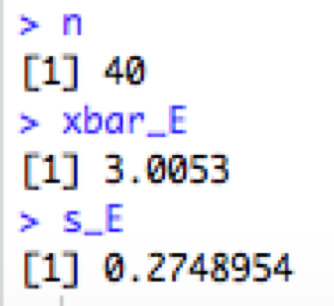 > n
[1] 40
> xbar_E
[1] 3.0053
> s_E
[1] 0.2748954